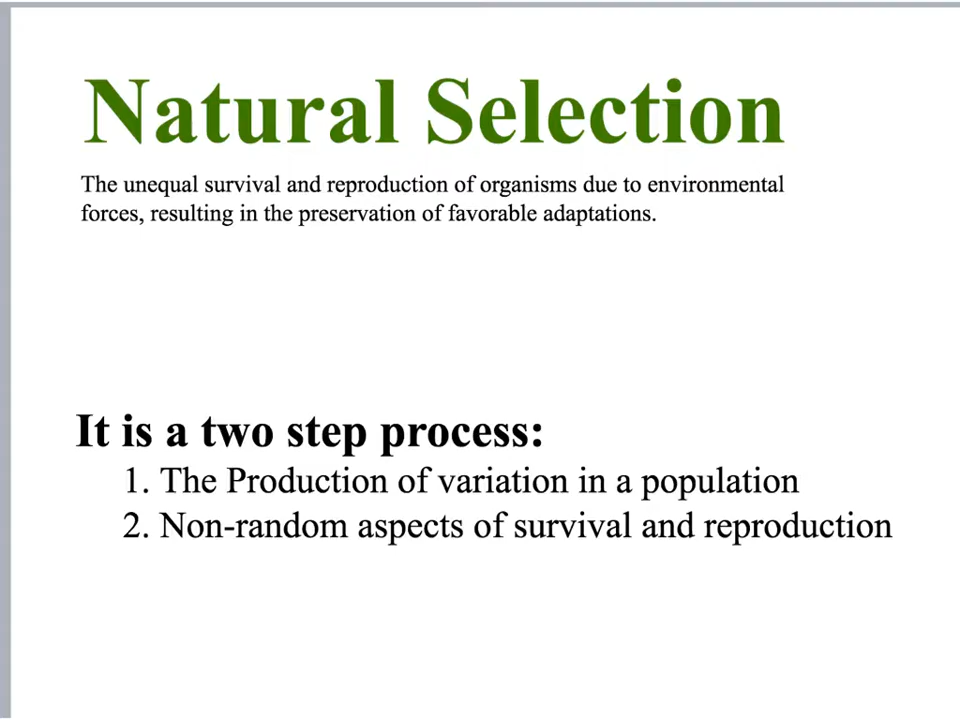 Natural Selection
The unequal survival and reproduction of organisms due to environmental
forces, resulting in the preservation of favorable adaptations.
It is a two step process:
1. The Production of variation in a population
2. Non-random aspects of survival and reproduction